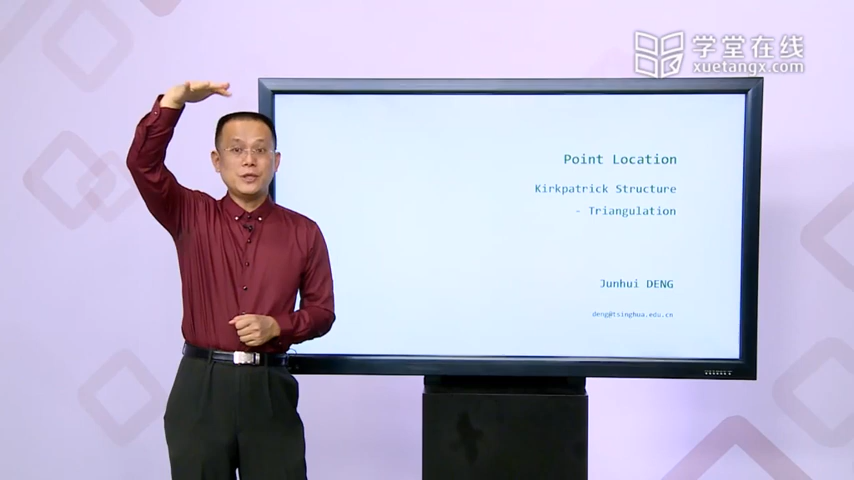 学堂在线
xuetangx.com
Point Location
Kirkpatrick Structure
- Triangulation
Junhui DENG
deng@tsinghua.edu.cn